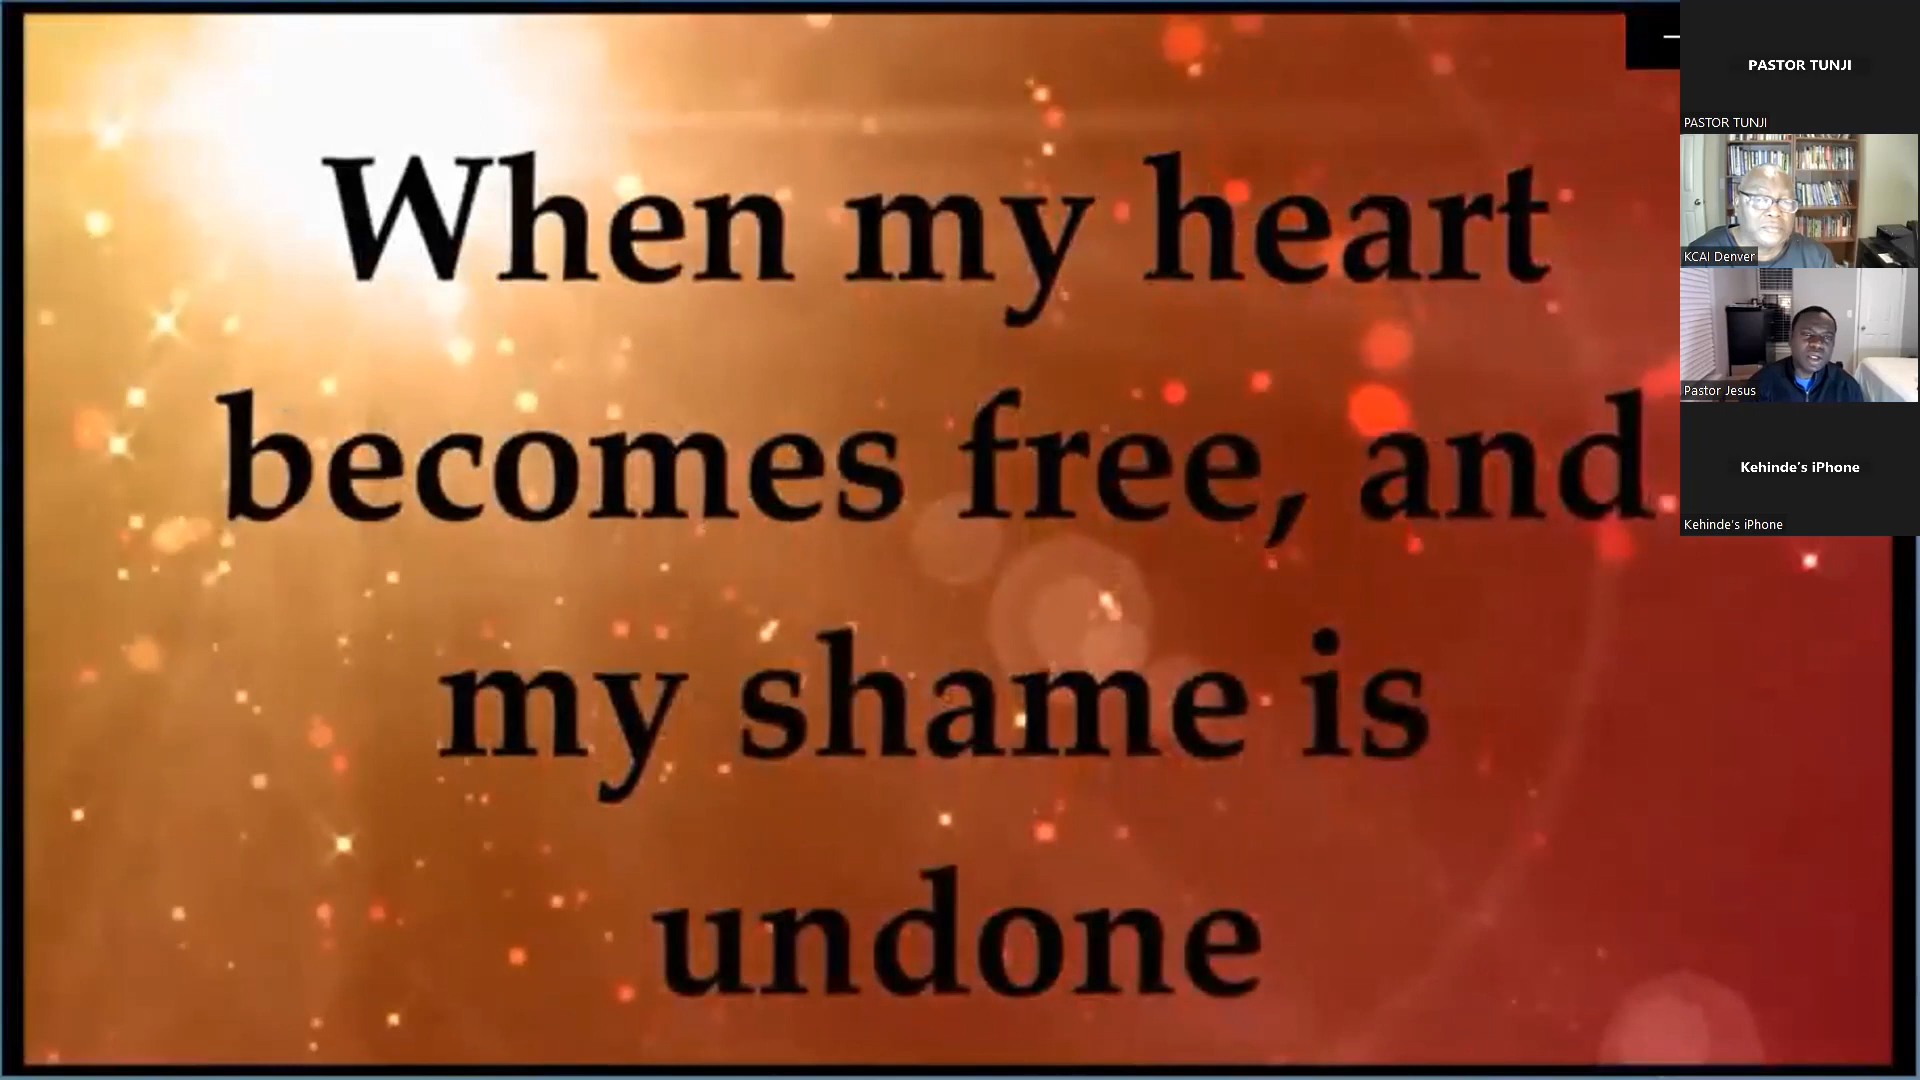 When my heart
becomes free, and
my shame is
undone
PASTOR TUNJI
PASTOR TUNJI
KCAI Denver
Pastor Jesus
Kehinde's iPhone
Kehinde's iPhone